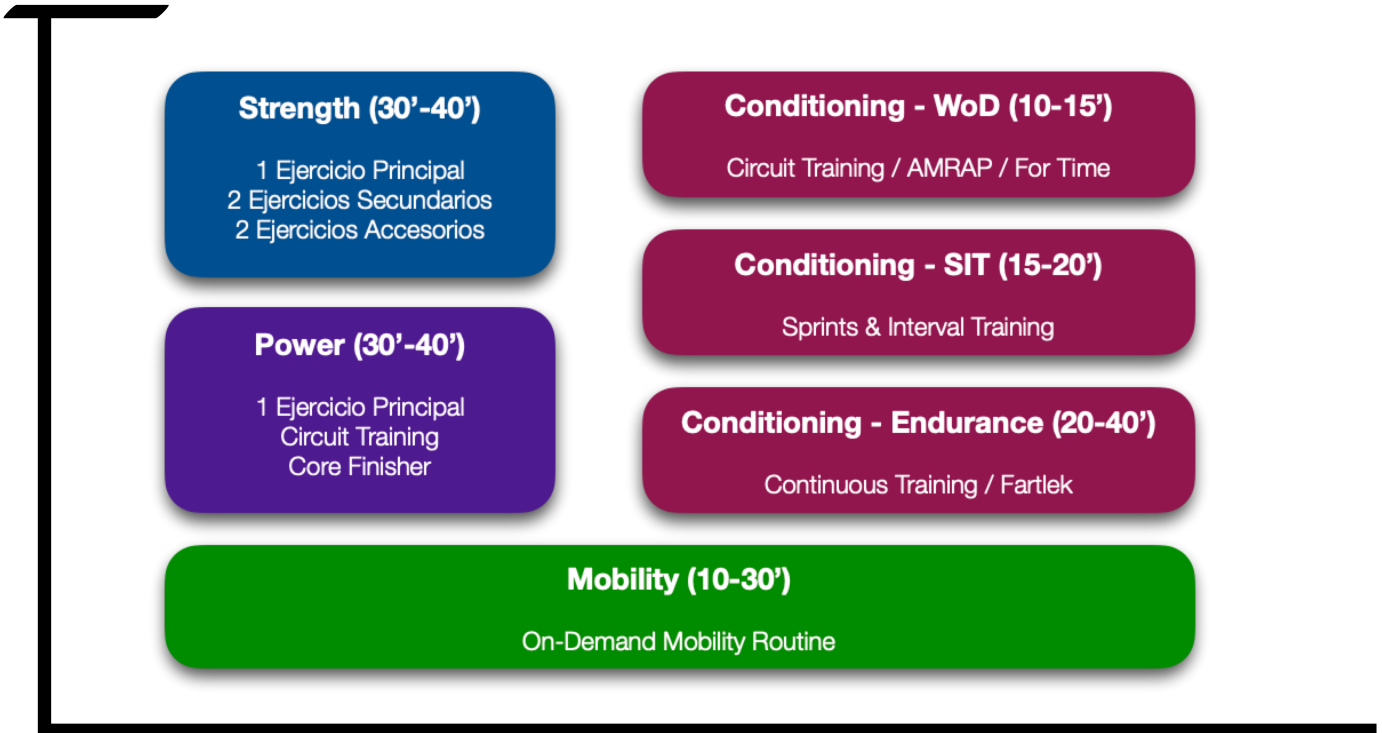 Strength (30’-40’)
1 Ejercicio Principal
2 Ejercicios Secundarios
2 Ejercicios Accesorios
Power (30’-40’)
1 Ejercicio Principal
Circuit Training
Core Finisher
Conditioning - WoD (10-15’)
Circuit Training / AMRAP / For Time
Conditioning - SIT (15-20’)
Sprints & Interval Training
Conditioning - Endurance (20-40’)
Continuous Training / Fartlek
Mobility (10-30’)
On-Demand Mobility Routine